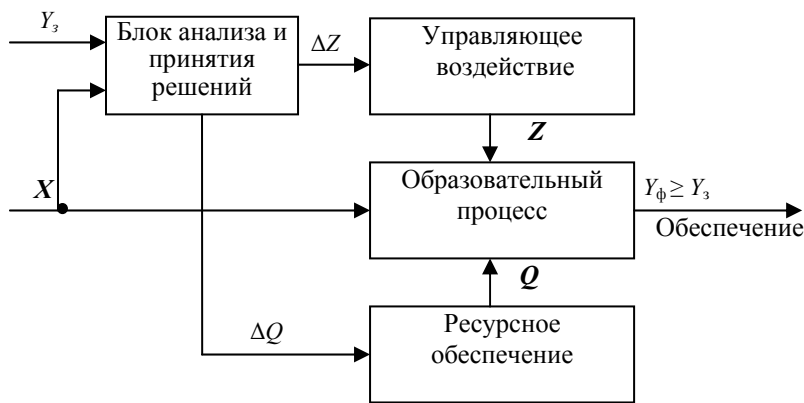 Yз
Блок анализа и
принятия
решений
ΔZ
Управляющее
воздействие
Z
X
Образовательный
процесс
Yф ≥ Yз
Обеспечение
Q
ΔQ
Ресурсное
обеспечение